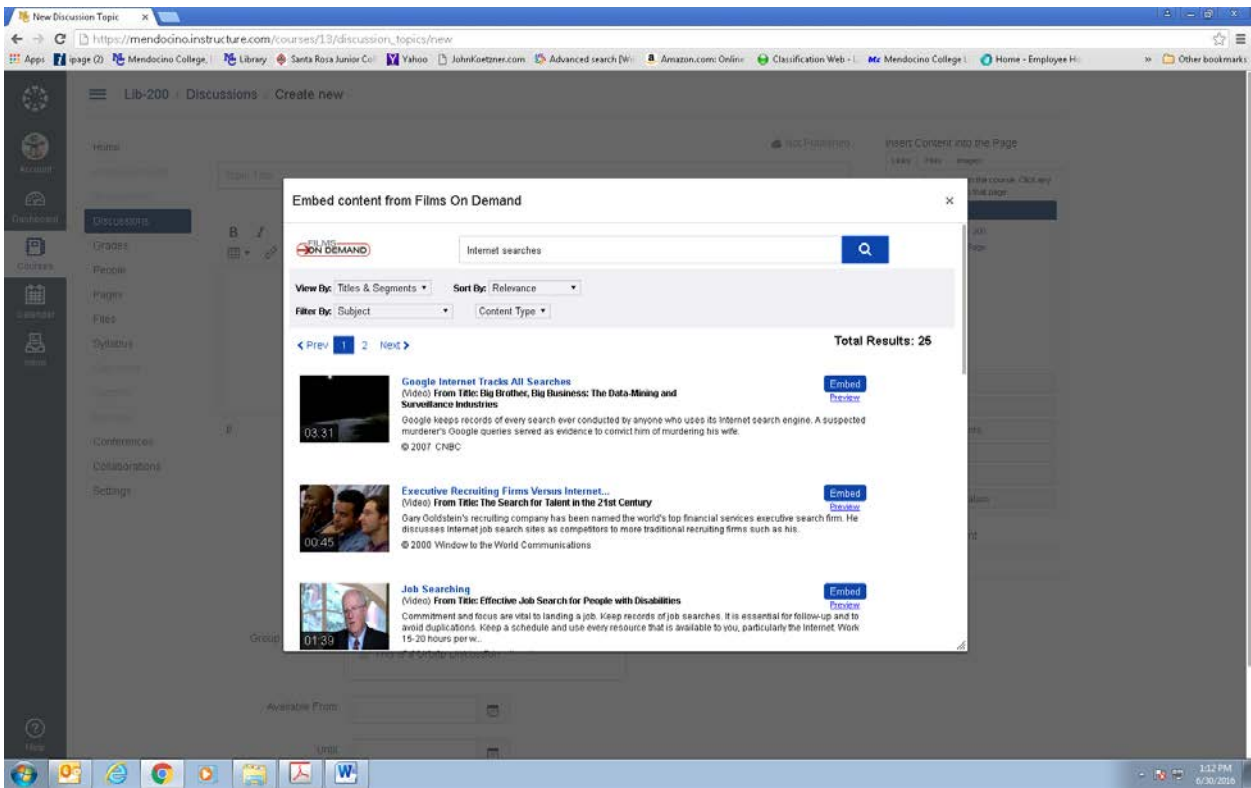 New Discussion Topic
https://mendocino.instructure.com/courses/13/discussion_topics/new
Apps ipage (2) Mendocino College, Library Santa Rosa Junior Col Yahoo JohnKoetzner.com Advanced search [W Amazon.com: Online Classification Web - Mendocino College L Home - Employee H » Other bookmarks
Lib-200 Discussions Create new
Home
Not Published
Insert Content into the Page
Links Files Images
Account
Topic Title
Dashboard
Discussions
B I
Grades
Courses
People
Pages
Calendar
Files
Syllabus
Inbox
Conferences
p
Collaborations
Settings
Embed content from Films On Demand ×
FILMS ON DEMAND
Internet searches
View By: Titles & Segments Sort By: Relevance
Filter By: Subject Content Type
Prev 1 2 Next
Total Results: 25
Google Internet Tracks All Searches
Embed
(Video) From Title: Big Brother, Big Business: The Data-Mining and
Preview
Surveillance Industries
Google keeps records of every search ever conducted by anyone who uses its Internet search engine. A suspected
murderer's Google queries served as evidence to convict him of murdering his wife.
03:31
© 2007 CNBC
Executive Recruiting Firms Versus Internet...
Embed
(Video) From Title: The Search for Talent in the 21st Century
Preview
Gary Goldstein's recruiting company has been named the world's top financial services executive search firm. He
discusses Internet job search sites as competitors to more traditional recruiting firms such as his.
00:45
© 2000 Window to the World Communications
Job Searching
Embed
(Video) From Title: Effective Job Search for People with Disabilities
Preview
Commitment and focus are vital to landing a job. Keep records of job searches. It is essential for follow-up and to
avoid duplications. Keep a schedule and use every resource that is available to you, particularly the Internet. Work
15-20 hours per w...
01:39
Group
Available From
Until
Help
1:12 PM
6/30/2016